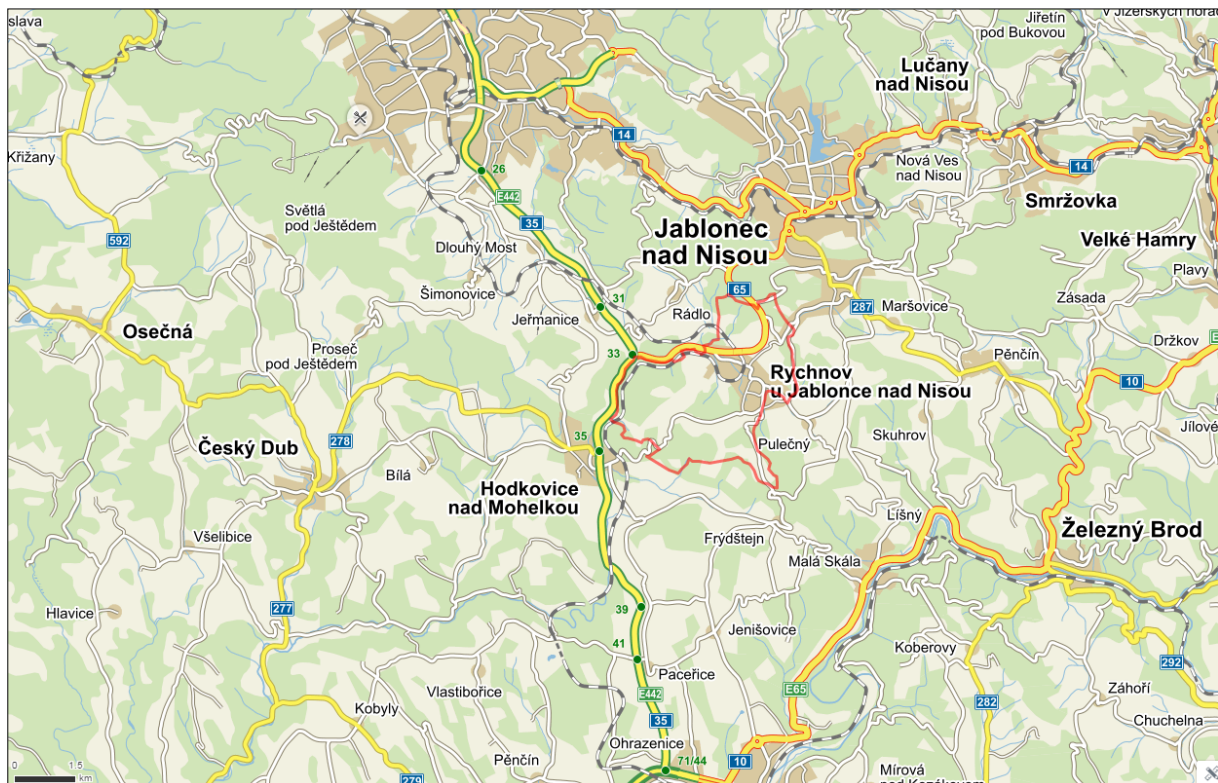 slava
Jiřetín
pod Bukovou
v Jizerských horác
Lučany
nad Nisou
14
Křižany
26
E442
Nová Ves
nad Nisou
14
Smržovka
Světlá
pod Ještědem
35
592
Jablonec
nad Nisou
Velké Hamry
Dlouhý Most
Plavy
Šimonovice
65
31
Rádlo
287
Maršovice
Zásada
Osečná
Jeřmanice
Držkov
E
Proseč
pod Ještědem
33
Pěnčín
Rychnov
u Jablonce nad Nisou
10
278
35
Skuhrov
Jílové
Český Dub
Bílá
Pulečný
Hodkovice
nad Mohelkou
Líšný
Všelibice
Frýdštejn
Malá Skála
Železný Brod
277
Hlavice
39
Jenišovice
41
Koberovy
292
Paceřice
Vlastibořice
E442
E65
282
Záhoří
Kobyly
35
Chuchelna
Ohrazenice
Pěnčín
71/44
10
Mírová
pod Kozákovem
279
0 1.5
km